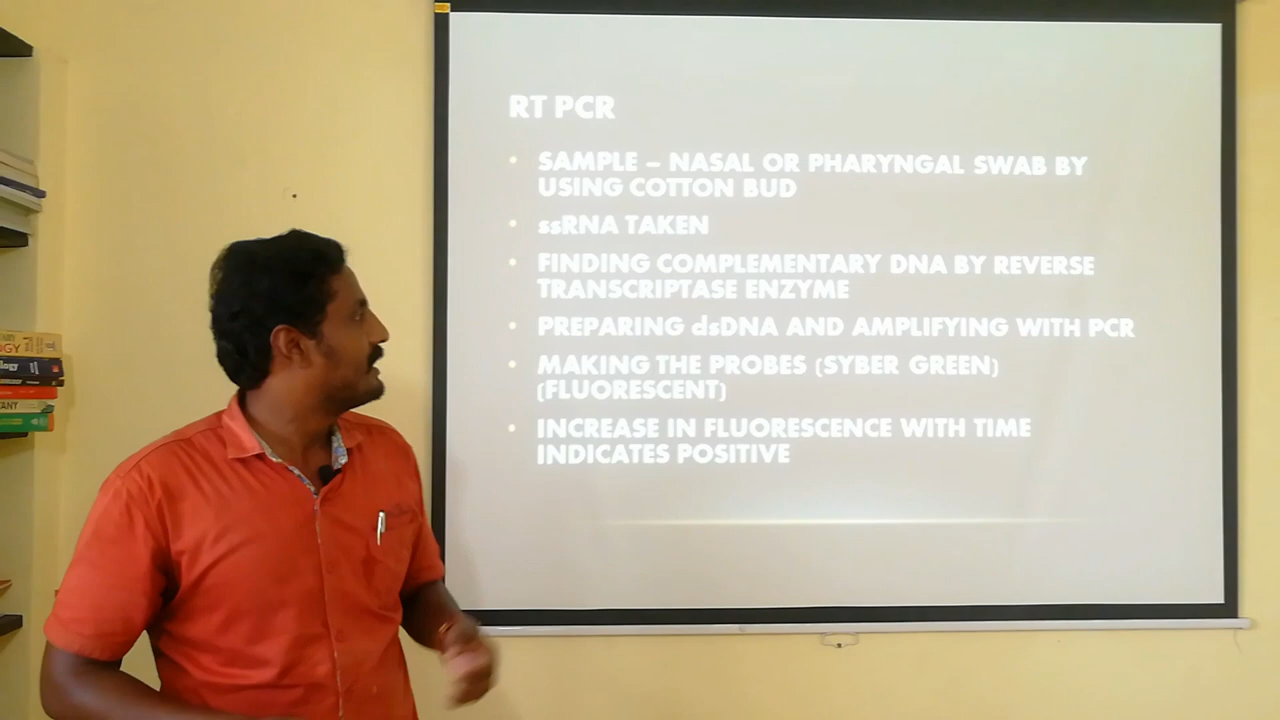 RT PCR
• SAMPLE – NASAL OR PHARYNGAL SWAB BY
USING COTTON BUD
• ssRNA TAKEN
• FINDING COMPLEMENTARY DNA BY REVERSE
TRANSCRIPTASE ENZYME
• PREPARING dsDNA AND AMPLIFYING WITH PCR
• MAKING THE PROBES (SYBER GREEN)
(FLUORESCENT)
• INCREASE IN FLUORESCENCE WITH TIME
INDICATES POSITIVE